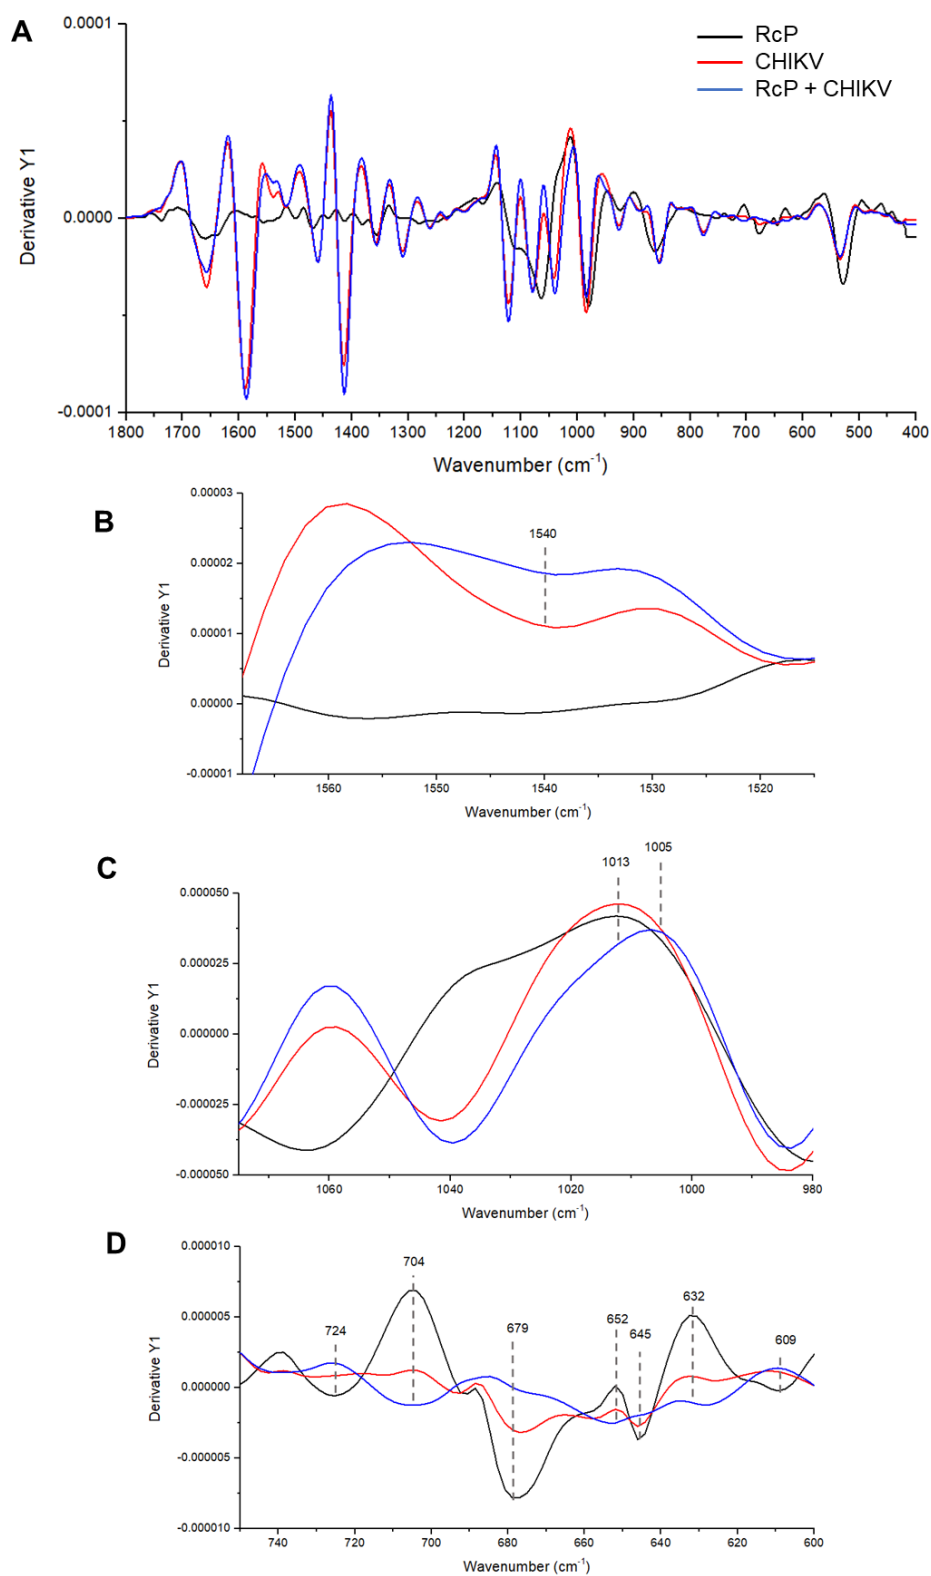 A
RcP
CHIKV
RcP + CHIKV
0.0001
0.0000
-0.0001
Derivative Y1
1800 1700 1600 1500 1400 1300 1200 1100 1000 900 800 700 600 500 400
Wavenumber (cm-1)
B
0.00003
0.00002
0.00001
0.00000
-0.00001
Derivative Y1
1540
1560 1550 1540 1530 1520
Wavenumber (cm-1)
C
0.000050
0.000025
0.000000
-0.000025
-0.000050
Derivative Y1
1013 1005
1060 1040 1020 1000 980
Wavenumber (cm-1)
D
0.000010
0.000005
0.000000
-0.000005
-0.000010
Derivative Y1
724 704 679 652 645 632 609
740 720 700 680 660 640 620 600
Wavenumber (cm-1)